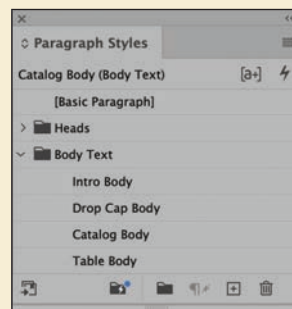 Paragraph Styles
Catalog Body (Body Text) [a+]
[Basic Paragraph]
Heads
Body Text
Intro Body
Drop Cap Body
Catalog Body
Table Body